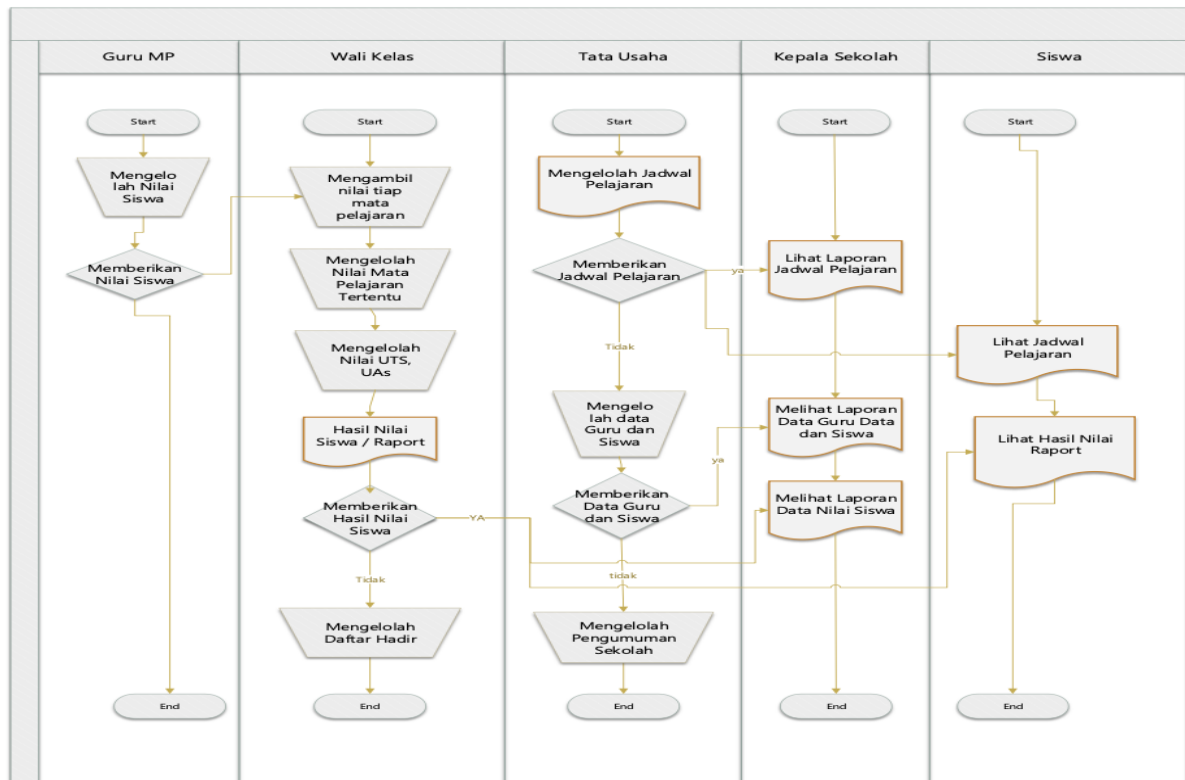 Guru MP
Wali Kelas
Tata Usaha
Kepala Sekolah
Siswa
Start
Mengelo
lah Nilai
Siswa
Memberikan
Nilai Siswa
End
Start
Mengambil
nilai tiap
mata
pelajaran
Mengelolah
Nilai Mata
Pelajaran
Tertentu
Mengelolah
Nilai UTS,
UAs
Hasil Nilai
Siswa / Raport
Memberikan
Hasil Nilai
Siswa
YA
Tidak
Mengelolah
Daftar Hadir
End
Start
Mengelolah Jadwal
Pelajaran
Memberikan
Jadwal Pelajaran
ya
Tidak
Mengelo
lah data
Guru dan
Siswa
Memberikan
Data Guru
dan Siswa
ya
tidak
Mengelolah
Pengumuman
Sekolah
End
Start
Lihat Laporan
Jadwal Pelajaran
Melihat Laporan
Data Guru Data
dan Siswa
Melihat Laporan
Data Nilai Siswa
End
Start
Lihat Jadwal
Pelajaran
Lihat Hasil Nilai
Raport
End